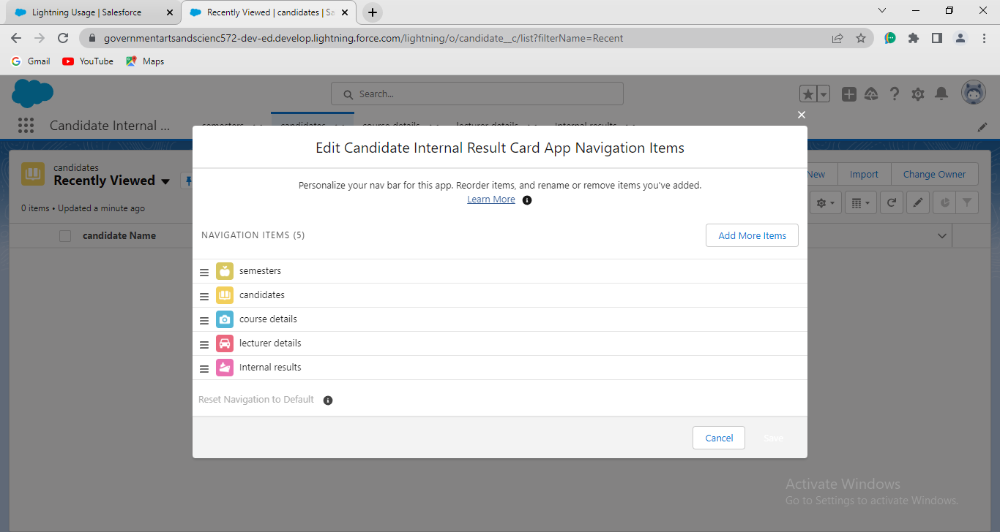 Lightning Usage | Salesforce
Recently Viewed | candidates | Sa
governmentartsandscienc572-dev-ed.develop.lightning.force.com/lightning/o/candidate__c/list?filterName=Recent
Gmail YouTube Maps
Search...
Candidate Internal ... semesters candidates course details lecturer details Internal results
Edit Candidate Internal Result Card App Navigation Items
candidates
Recently Viewed
New Import Change Owner
Personalize your nav bar for this app. Reorder items, and rename or remove items you've added.
Learn More
0 items • Updated a minute ago
candidate Name
NAVIGATION ITEMS (5)
Add More Items
semesters
candidates
course details
lecturer details
Internal results
Reset Navigation to Default
Cancel Save
Activate Windows
Go to Settings to activate Windows.